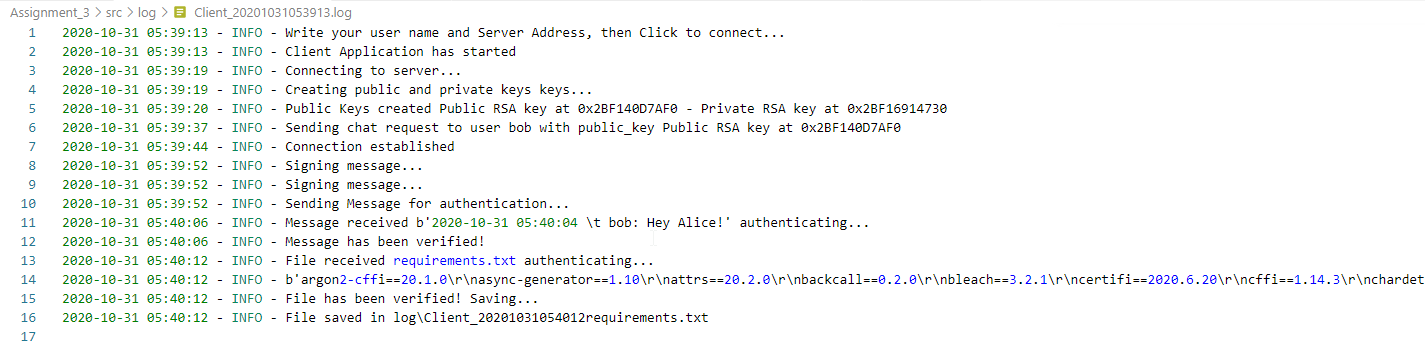 Assignment_3 > src > log > Client_20201031053913.log
1 2020-10-31 05:39:13 - INFO - Write your user name and Server Address, then Click to connect...
2 2020-10-31 05:39:13 - INFO - Client Application has started
3 2020-10-31 05:39:19 - INFO - Connecting to server...
4 2020-10-31 05:39:19 - INFO - Creating public and private keys keys...
5 2020-10-31 05:39:20 - INFO - Public Keys created Public RSA key at 0x2BF140D7AF0 - Private RSA key at 0x2BF16914730
6 2020-10-31 05:39:37 - INFO - Sending chat request to user bob with public_key Public RSA key at 0x2BF140D7AF0
7 2020-10-31 05:39:44 - INFO - Connection established
8 2020-10-31 05:39:52 - INFO - Signing message...
9 2020-10-31 05:39:52 - INFO - Signing message...
10 2020-10-31 05:39:52 - INFO - Sending Message for authentication...
11 2020-10-31 05:40:06 - INFO - Message received b'2020-10-31 05:40:04 \t bob: Hey Alice!' authenticating...
12 2020-10-31 05:40:06 - INFO - Message has been verified!
13 2020-10-31 05:40:12 - INFO - File received requirements.txt authenticating...
14 2020-10-31 05:40:12 - INFO - b'argon2-cffi==20.1.0\r\nasync-generator==1.10\r\nattrs==20.2.0\r\nbackcall==0.2.0\r\nbleach==3.2.1\r\ncertifi==2020.6.20\r\ncffi==1.14.3\r\nchardet
15 2020-10-31 05:40:12 - INFO - File has been verified! Saving...
16 2020-10-31 05:40:12 - INFO - File saved in log\Client_20201031054012requirements.txt
17